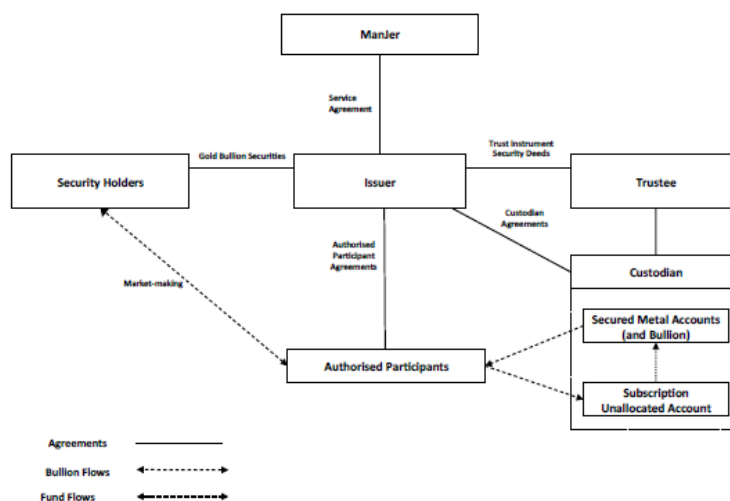 ManJer
Service
Agreement
Gold Bullion Securities
Trust Instrument
Security Deeds
Security Holders
Issuer
Trustee
Custodian
Agreements
Authorised
Participant
Agreements
Custodian
Market-making
Secured Metal Accounts
(and Bullion)
Authorised Participants
Subscription
Unallocated Account
Agreements
Bullion Flows
Fund Flows